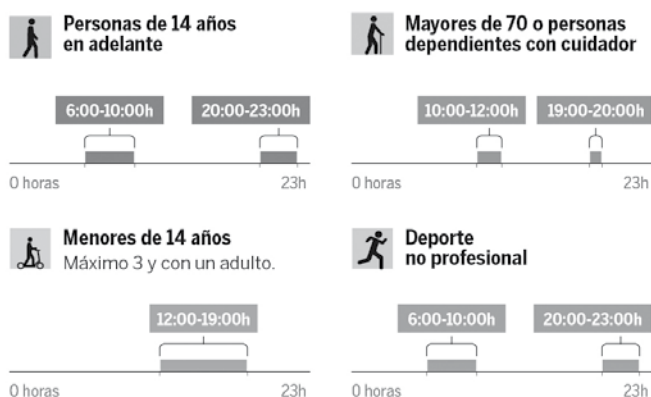 Personas de 14 años
en adelante
6:00-10:00h
20:00-23:00h
0 horas
23h
Mayores de 70 o personas
dependientes con cuidador
10:00-12:00h
19:00-20:00h
0 horas
23h
Menores de 14 años
Máximo 3 y con un adulto.
12:00-19:00h
0 horas
23h
Deporte
no profesional
6:00-10:00h
20:00-23:00h
0 horas
23h